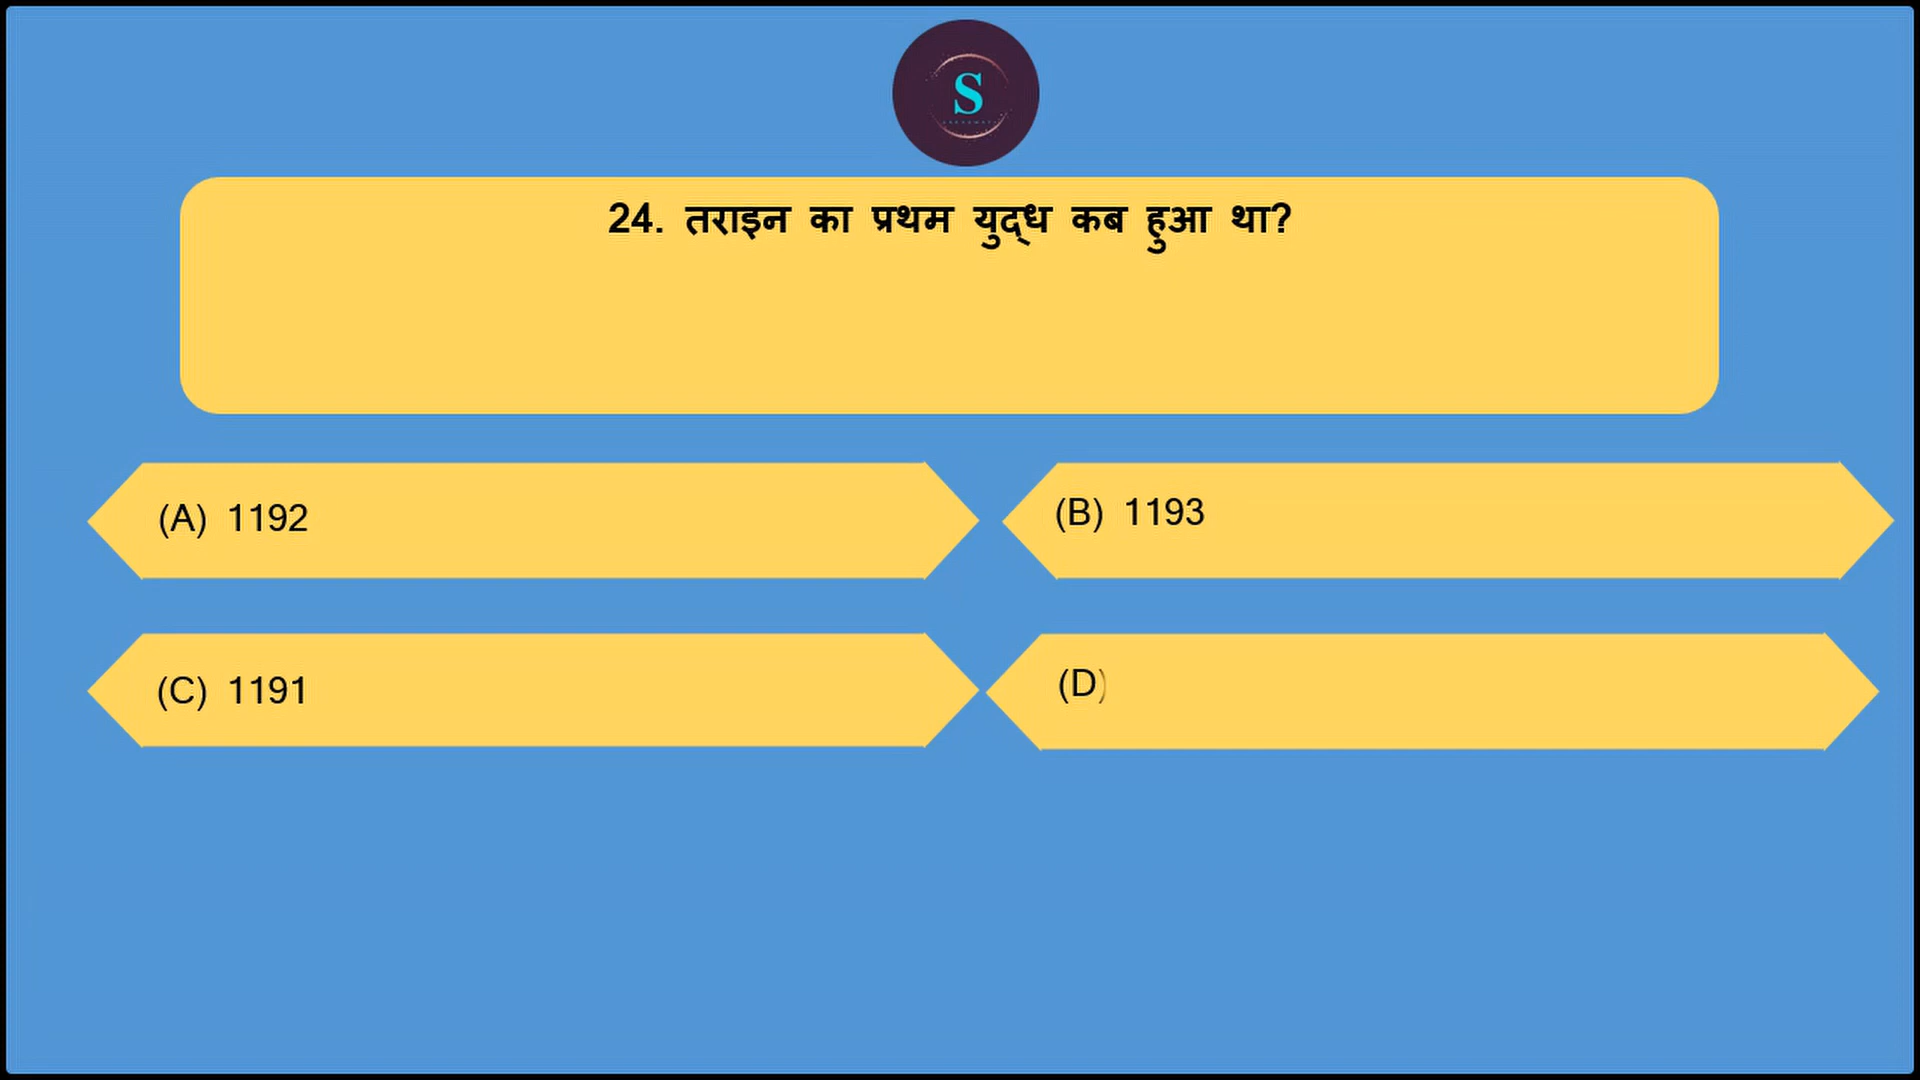 S
24. तराइन का प्रथम युद्ध कब हुआ था?
(A) 1192
(B) 1193
(C) 1191
(D)